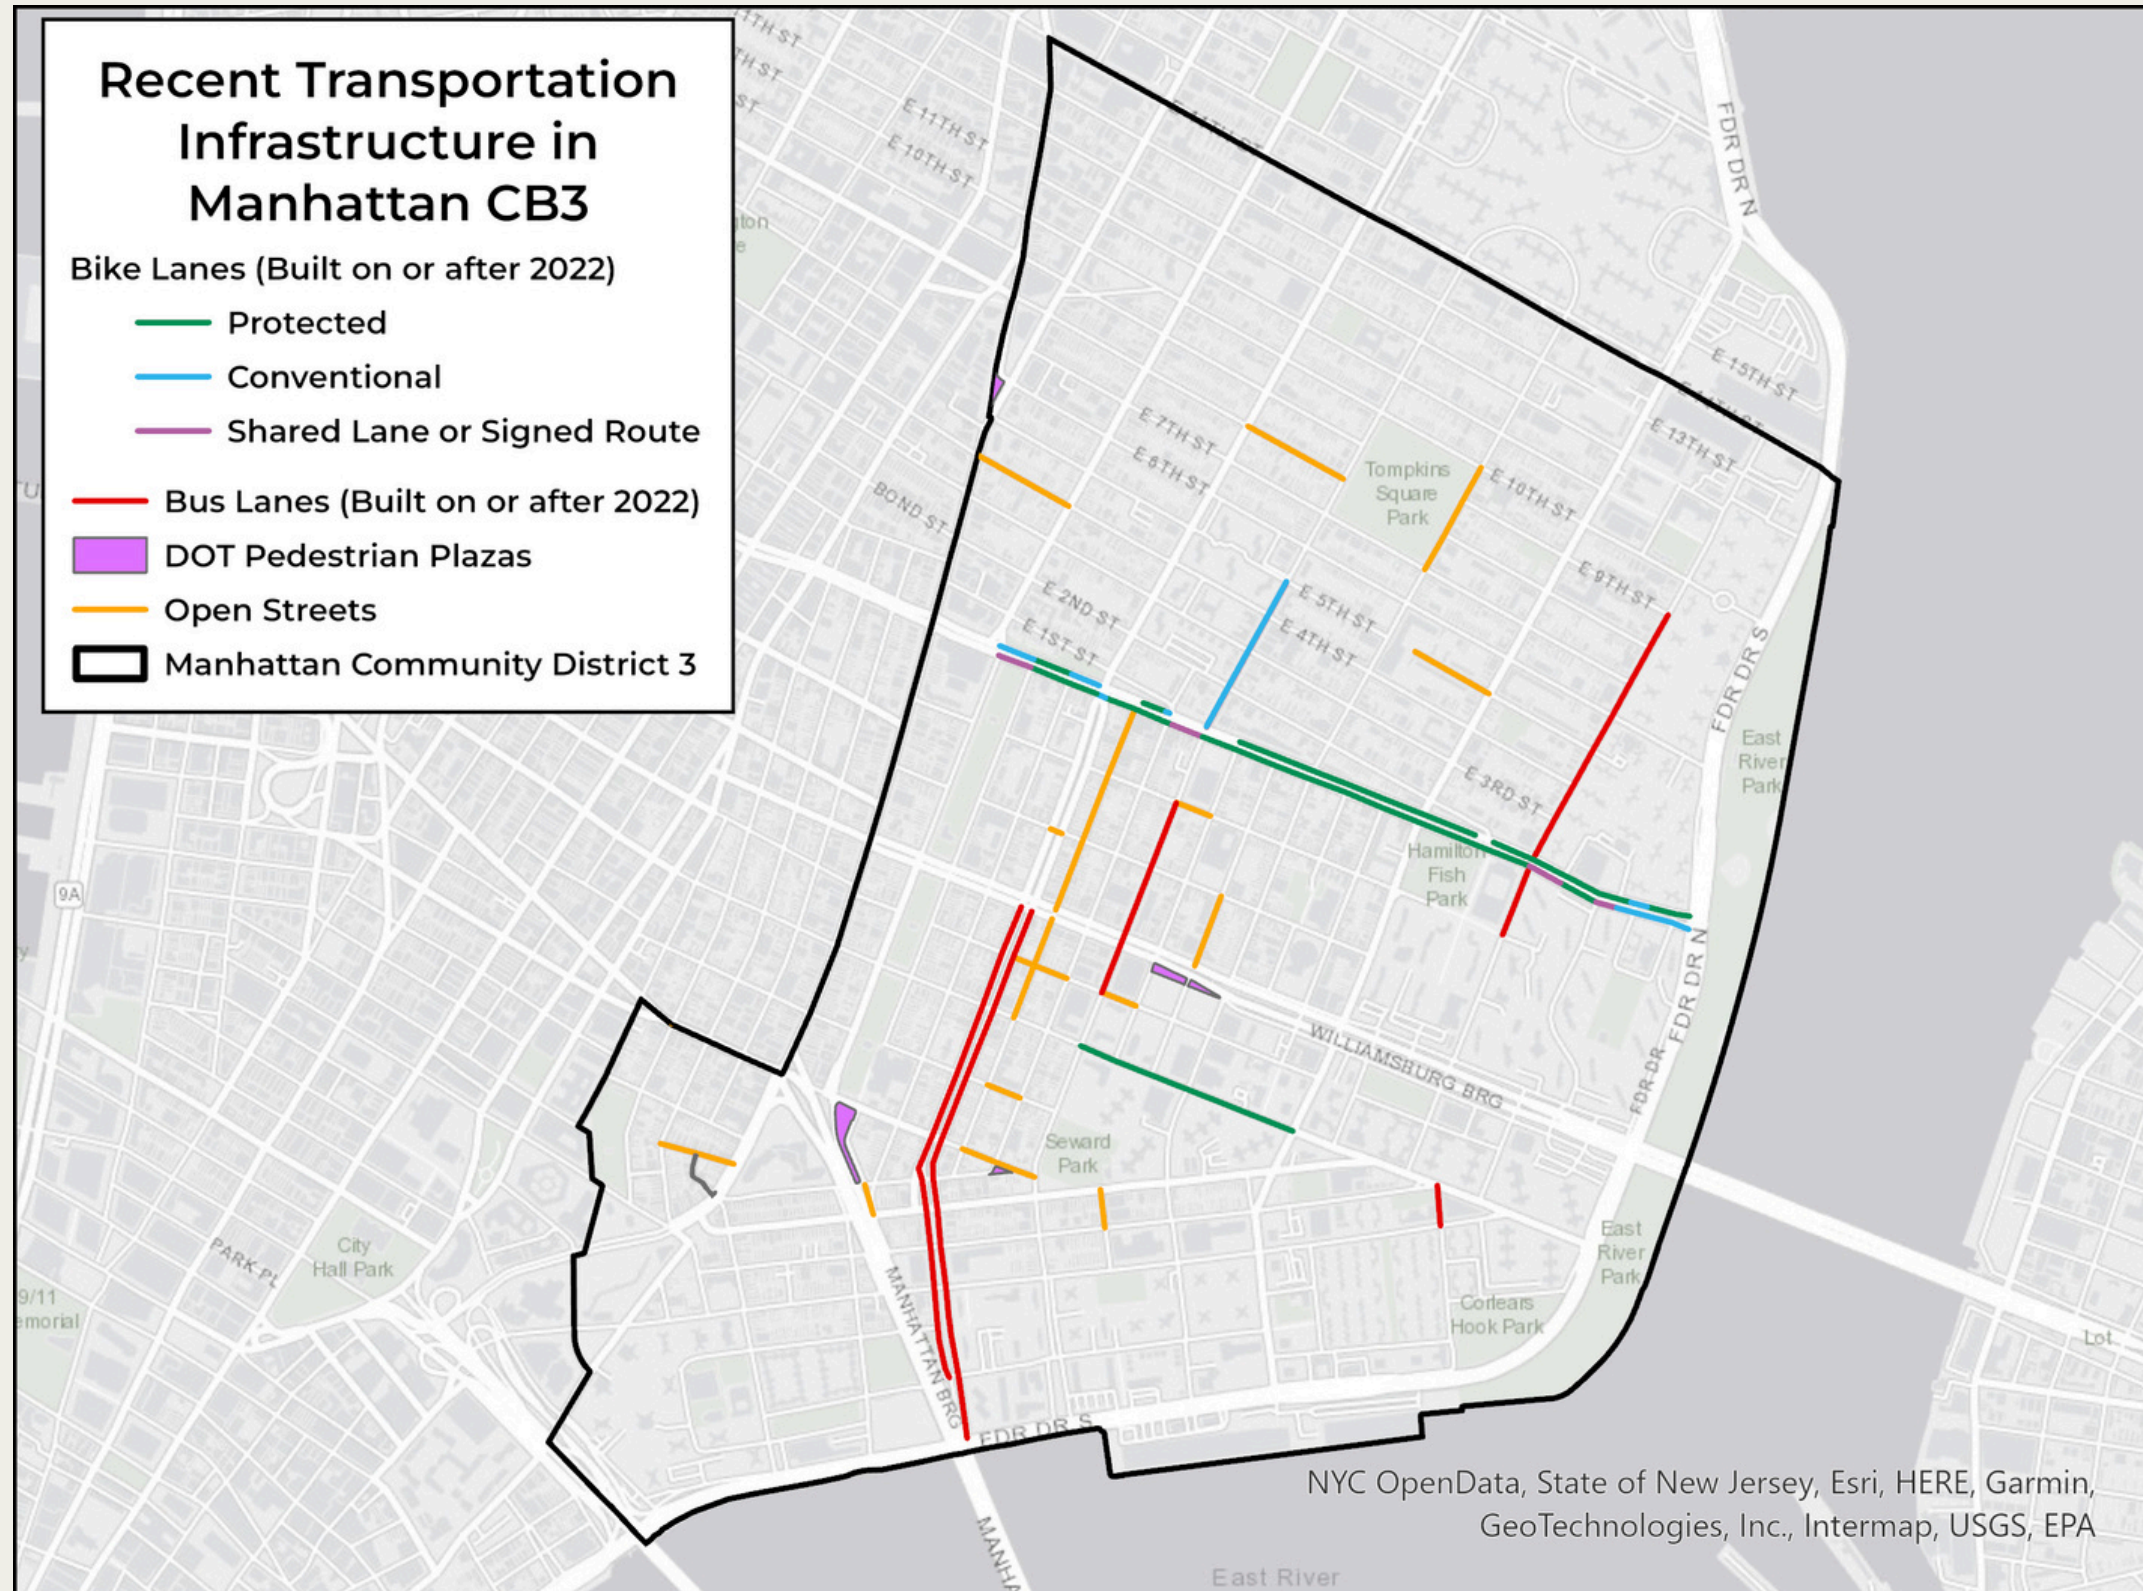 Recent Transportation
Infrastructure in
Manhattan CB3
Bike Lanes (Built on or after 2022)
Protected
Conventional
Shared Lane or Signed Route
Bus Lanes (Built on or after 2022)
DOT Pedestrian Plazas
Open Streets
Manhattan Community District 3
11TH ST
E 11TH ST
E 10TH ST
FDR DR N
E 15TH ST
E 13TH ST
E 7TH ST
E 6TH ST
Tompkins
Square
Park
E 10TH ST
BOND ST
E 9TH ST
E 2ND ST
E 1ST ST
E 5TH ST
E 4TH ST
FDR DR S
East
River
Park
E 3RD ST
Hamilton
Fish
Park
9A
FDR DR N
WILLIAMSBURG BRG
FDR DR
Seward
Park
City
Hall Park
PARK PL
9/11
East
River
Park
Corlears
Hook Park
MANHATTAN BRG
FDR DR S
Lot
NYC OpenData, State of New Jersey, Esri, HERE, Garmin,
GeoTechnologies, Inc., Intermap, USGS, EPA
East River